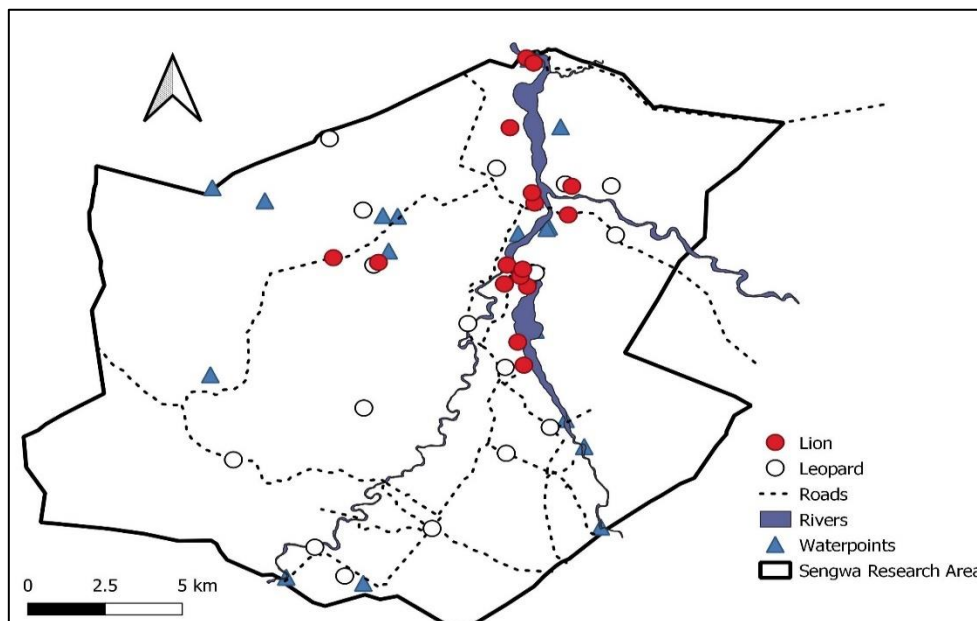 Lion
Leopard
Roads
Rivers
Waterpoints
Sengwa Research Area
0 2.5 5 km